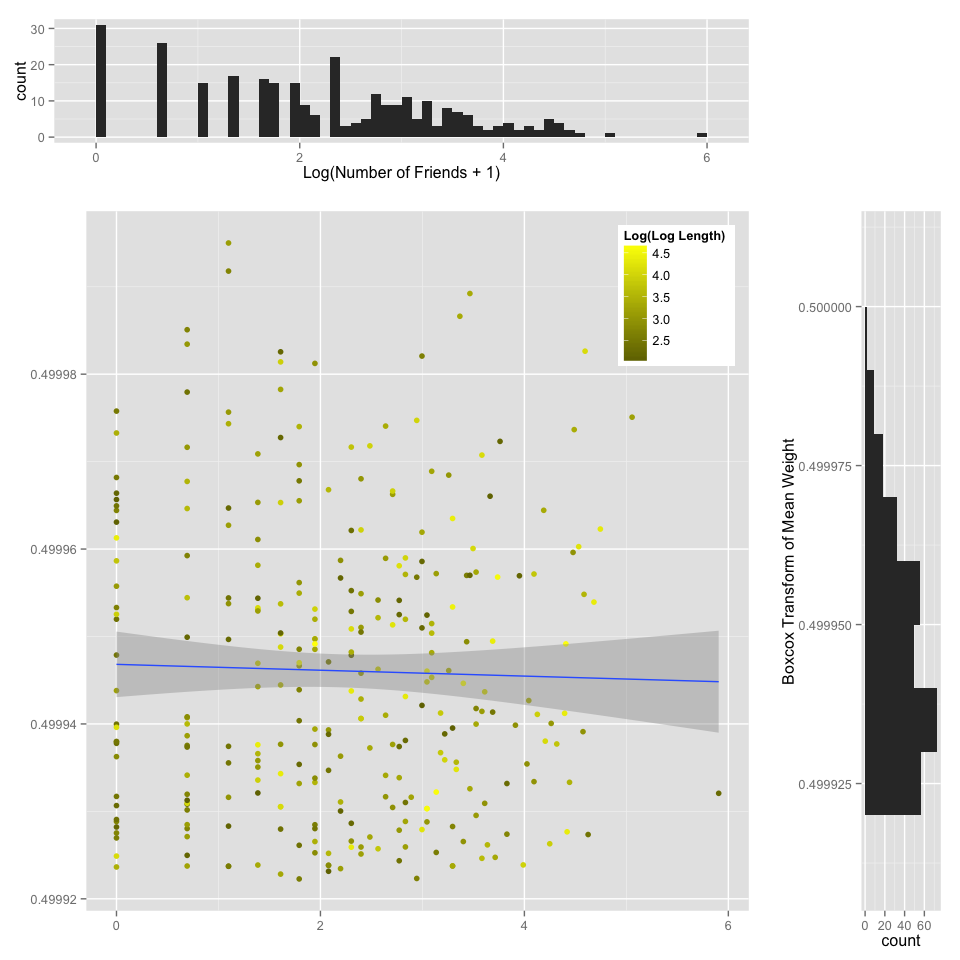 30
20
10
0
count
0 2 4 6
Log(Number of Friends + 1)
Log(Log Length)
4.5
4.0
3.5
3.0
2.5
0.49998
0.49996
0.49994
0.49992
0 2 4 6
Boxcox Transform of Mean Weight
0.500000
0.499975
0.499950
0.499925
0 20 40 60
count